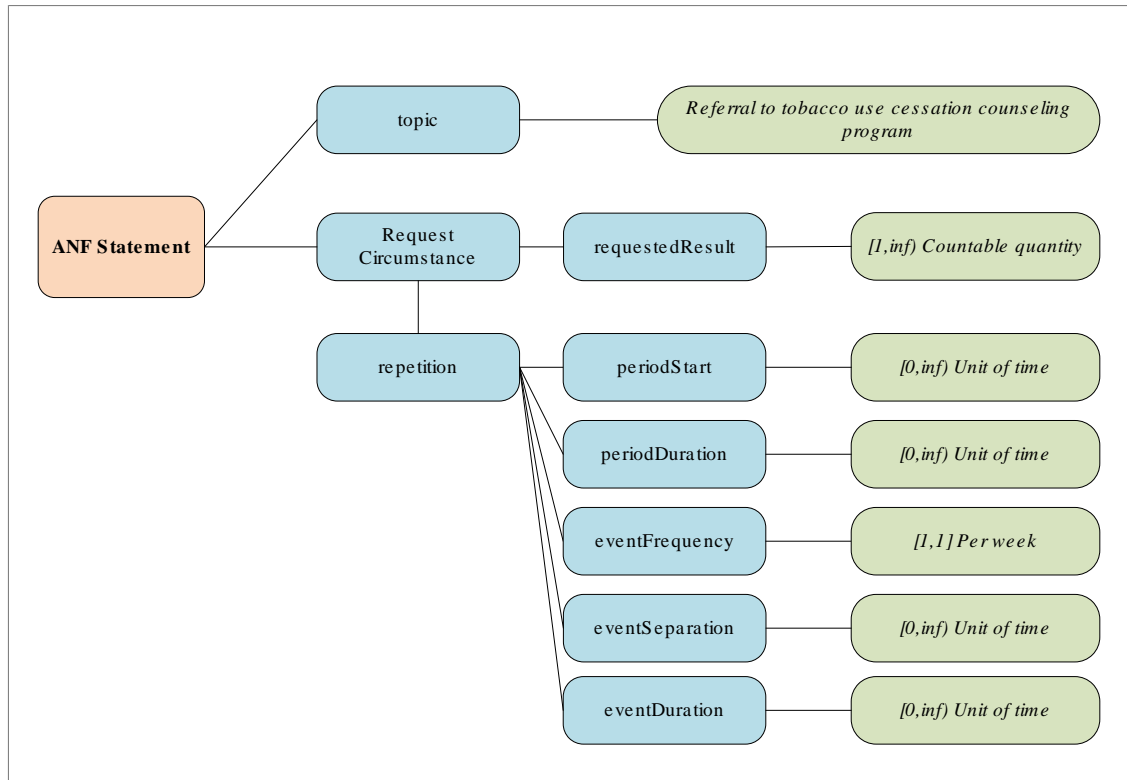 topic
Referral to tobacco use cessation counseling
program
ANF Statement
Request
Circumstance
requestedResult
[1,inf) Countable quantity
repetition
periodStart
[0,inf) Unit of time
periodDuration
[0,inf) Unit of time
eventFrequency
[1,1] Per week
eventSeparation
[0,inf) Unit of time
eventDuration
[0,inf) Unit of time